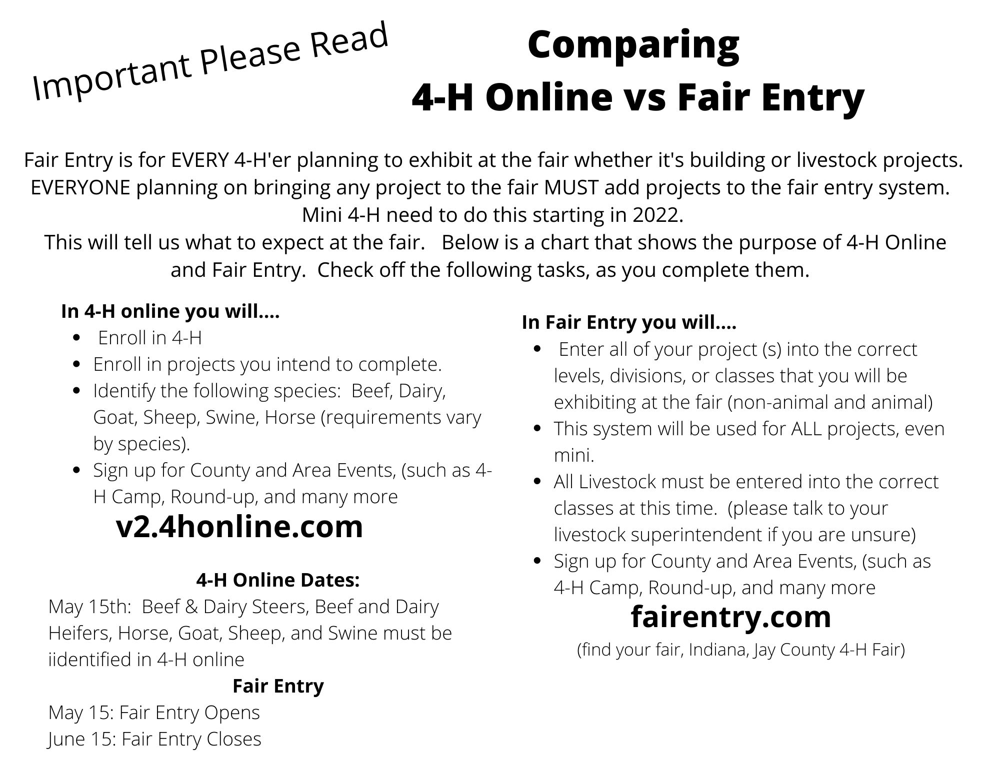 Important Please Read
Comparing
4-H Online vs Fair Entry
Fair Entry is for EVERY 4-H'er planning to exhibit at the fair whether it's building or livestock projects.
EVERYONE planning on bringing any project to the fair MUST add projects to the fair entry system.
Mini 4-H need to do this starting in 2022.
This will tell us what to expect at the fair.   Below is a chart that shows the purpose of 4-H Online
and Fair Entry.  Check off the following tasks, as you complete them.
In 4-H online you will....
• Enroll in 4-H
• Enroll in projects you intend to complete.
• Identify the following species:  Beef, Dairy,
Goat, Sheep, Swine, Horse (requirements vary
by species).
• Sign up for County and Area Events, (such as 4-
H Camp, Round-up, and many more
v2.4honline.com
4-H Online Dates:
May 15th:  Beef & Dairy Steers, Beef and Dairy
Heifers, Horse, Goat, Sheep, and Swine must be
iidentified in 4-H online
Fair Entry
May 15: Fair Entry Opens
June 15: Fair Entry Closes
In Fair Entry you will....
• Enter all of your project (s) into the correct
levels, divisions, or classes that you will be
exhibiting at the fair (non-animal and animal)
• This system will be used for ALL projects, even
mini.
• All Livestock must be entered into the correct
classes at this time.  (please talk to your
livestock superintendent if you are unsure)
• Sign up for County and Area Events, (such as
4-H Camp, Round-up, and many more
fairentry.com
(find your fair, Indiana, Jay County 4-H Fair)